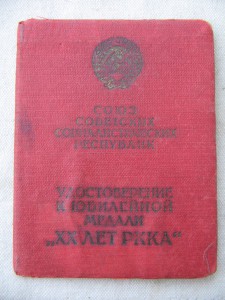 СОЮЗ
СОВЕТСКИХ
СОЦИАЛИСТИЧЕСКИХ
РЕСПУБЛИК
УДОСТОВЕРЕНИЕ
К ЮБИЛЕЙНОЙ
МЕДАЛИ
„XX ЛЕТ РККА“